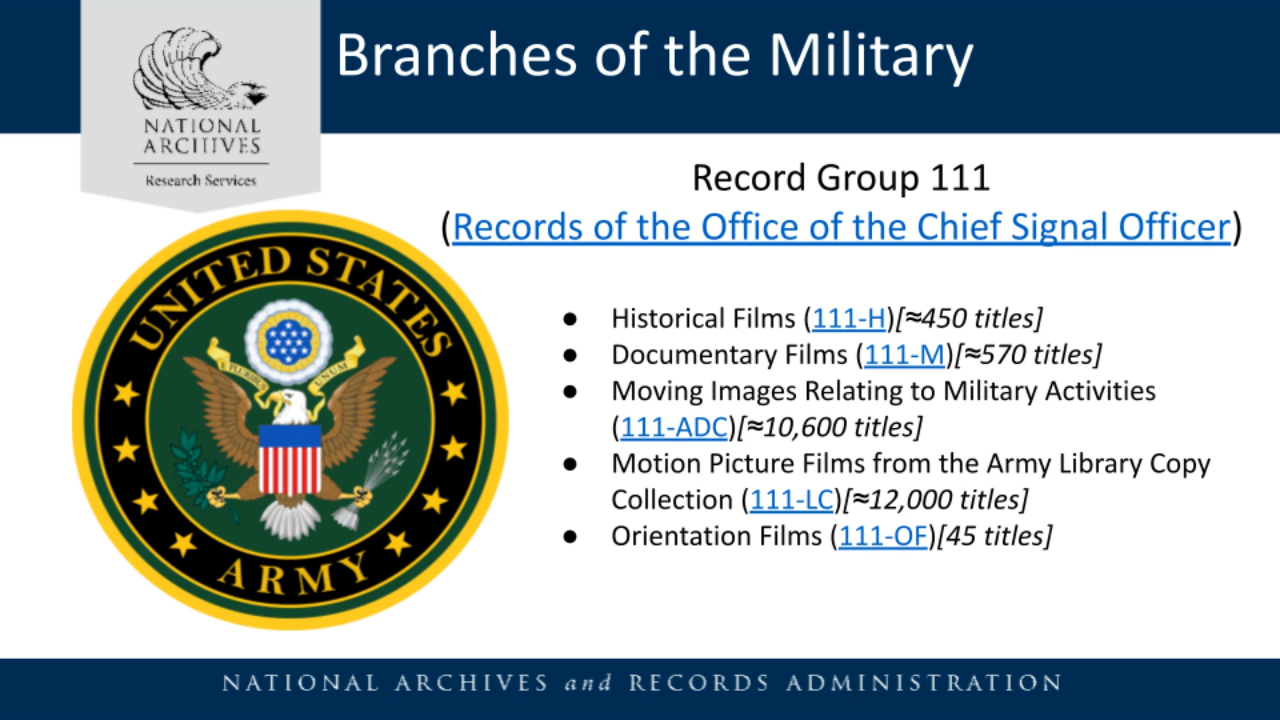 Branches of the Military
NATIONAL
ARCHIVES
Research Services
Record Group 111
(Records of the Office of the Chief Signal Officer)
UNITED STATES
E PLURIBUS
UNUM
ARMY
● Historical Films (111-H)[≈450 titles]
● Documentary Films (111-M)[≈570 titles]
● Moving Images Relating to Military Activities
(111-ADC)[≈10,600 titles]
● Motion Picture Films from the Army Library Copy
Collection (111-LC)[≈12,000 titles]
● Orientation Films (111-OF)[45 titles]
NATIONAL ARCHIVES and RECORDS ADMINISTRATION